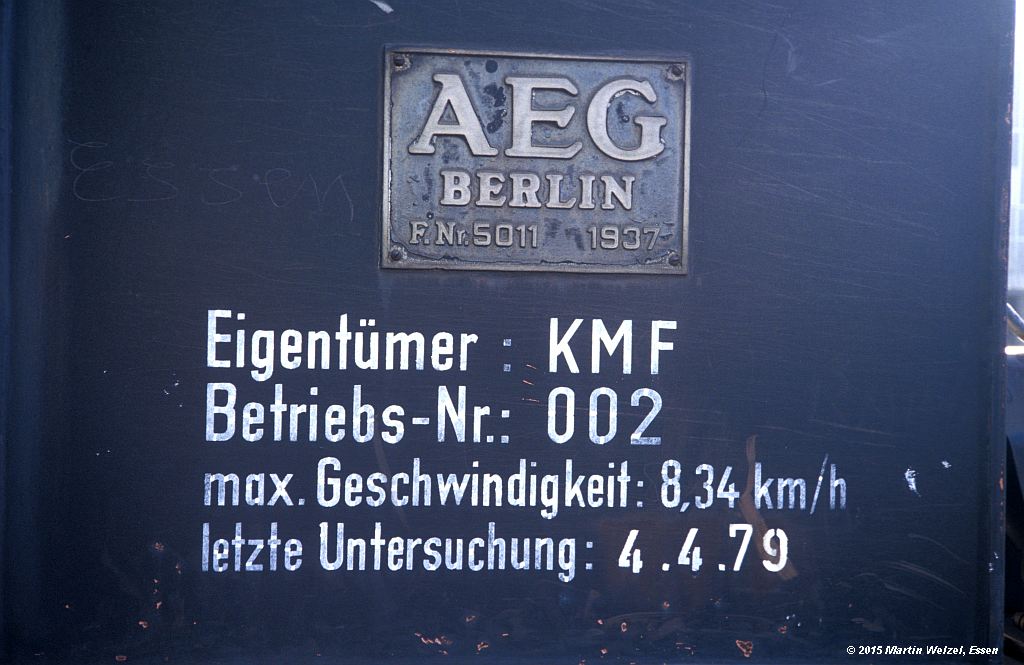 AEG
BERLIN
F. Nr. 5011 1937
Essen
Eigentümer : KMF
Betriebs-Nr.: 002
max. Geschwindigkeit: 8,34 km/h
letzte Untersuchung: 4.4.79
© 2015 Martin Welzel, Essen